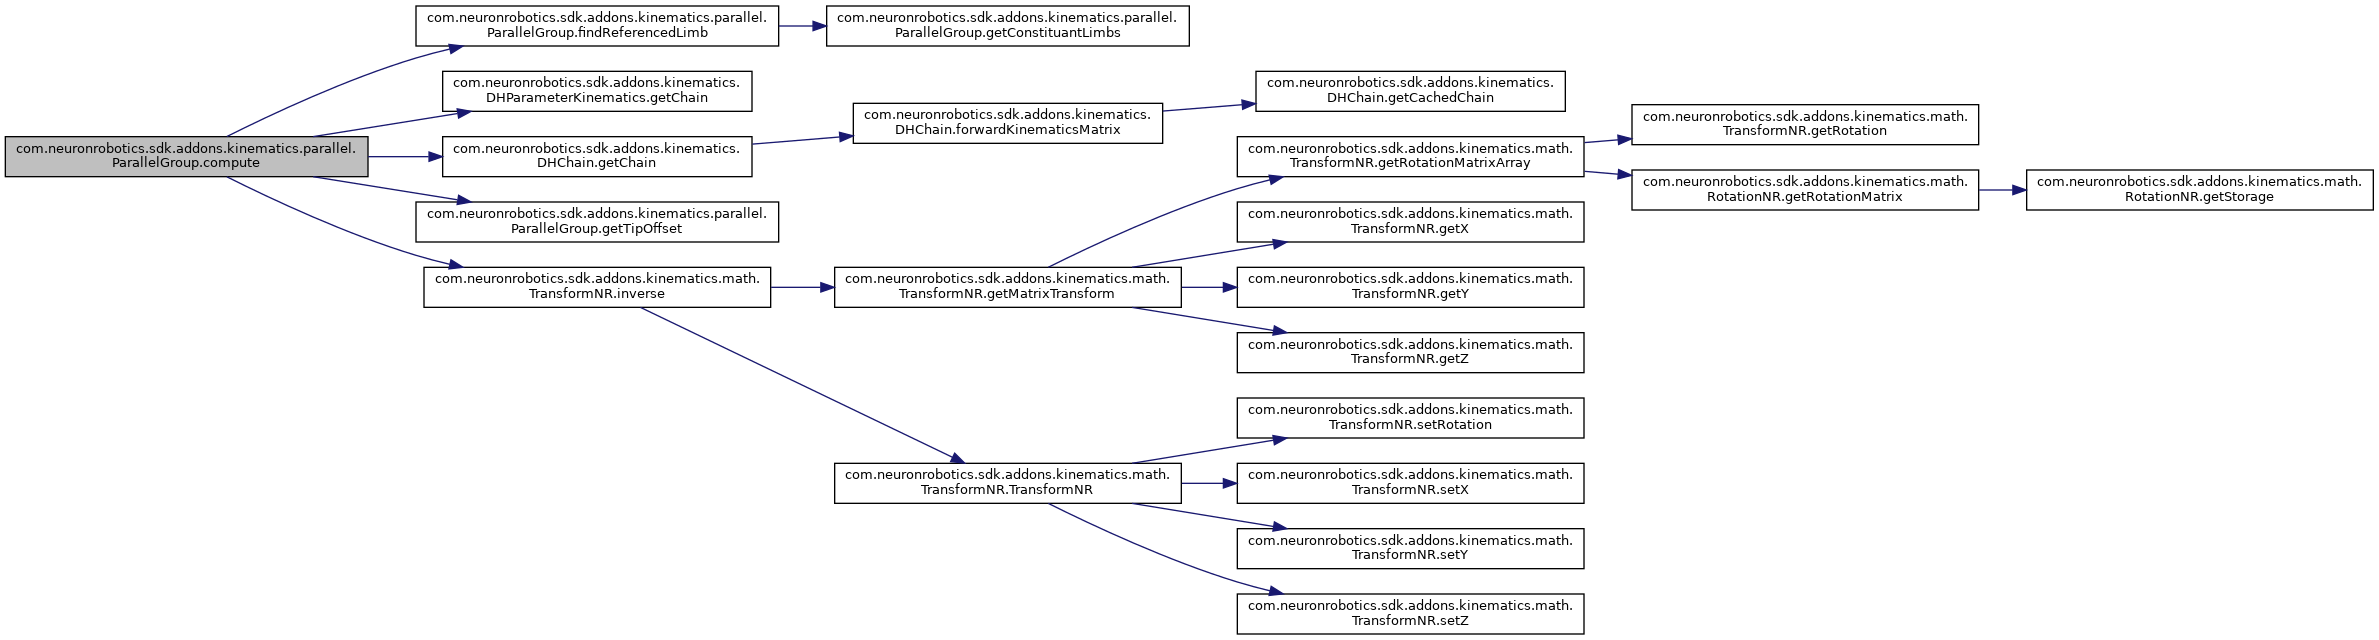 com.neuronrobotics.sdk.addons.kinematics.parallel.
ParallelGroup.compute
com.neuronrobotics.sdk.addons.kinematics.parallel.
ParallelGroup.findReferencedLimb
com.neuronrobotics.sdk.addons.kinematics.parallel.
ParallelGroup.getConstituantLimbs
com.neuronrobotics.sdk.addons.kinematics.
DHParameterKinematics.getChain
com.neuronrobotics.sdk.addons.kinematics.
DHChain.getChain
com.neuronrobotics.sdk.addons.kinematics.
DHChain.forwardKinematicsMatrix
com.neuronrobotics.sdk.addons.kinematics.
DHChain.getCachedChain
com.neuronrobotics.sdk.addons.kinematics.parallel.
ParallelGroup.getTipOffset
com.neuronrobotics.sdk.addons.kinematics.math.
TransformNR.inverse
com.neuronrobotics.sdk.addons.kinematics.math.
TransformNR.getMatrixTransform
com.neuronrobotics.sdk.addons.kinematics.math.
TransformNR.getRotationMatrixArray
com.neuronrobotics.sdk.addons.kinematics.math.
TransformNR.getRotation
com.neuronrobotics.sdk.addons.kinematics.math.
RotationNR.getRotationMatrix
com.neuronrobotics.sdk.addons.kinematics.math.
RotationNR.getStorage
com.neuronrobotics.sdk.addons.kinematics.math.
TransformNR.getX
com.neuronrobotics.sdk.addons.kinematics.math.
TransformNR.getY
com.neuronrobotics.sdk.addons.kinematics.math.
TransformNR.getZ
com.neuronrobotics.sdk.addons.kinematics.math.
TransformNR.TransformNR
com.neuronrobotics.sdk.addons.kinematics.math.
TransformNR.setRotation
com.neuronrobotics.sdk.addons.kinematics.math.
TransformNR.setX
com.neuronrobotics.sdk.addons.kinematics.math.
TransformNR.setY
com.neuronrobotics.sdk.addons.kinematics.math.
TransformNR.setZ